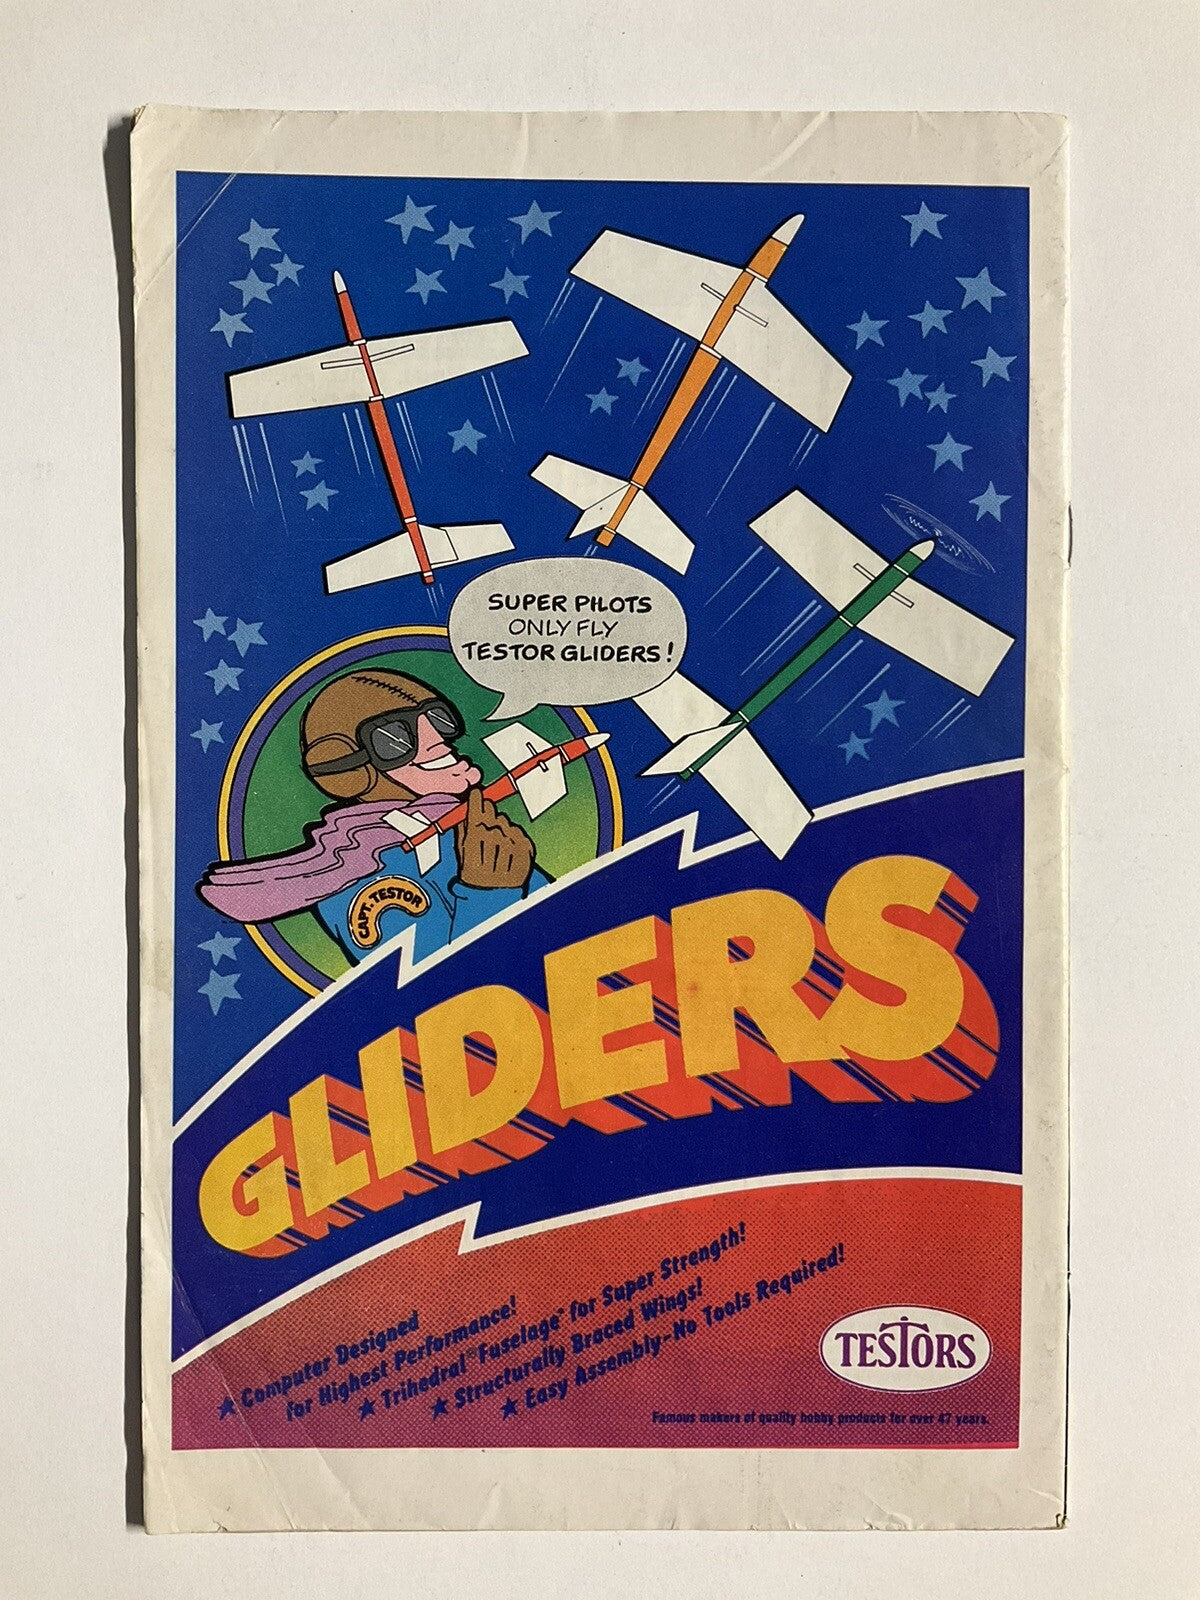 SUPER PILOTS
ONLY FLY
TESTOR GLIDERS!
CAPT. TESTOR
GLIDERS
★ Computer Designed
for Highest Performance!
★ Trihedral® Fuselage for Super Strength!
★ Structurally Braced Wings!
★ Easy Assembly-No Tools Required!
TESTORS
Famous makers of quality hobby products for over 47 years.